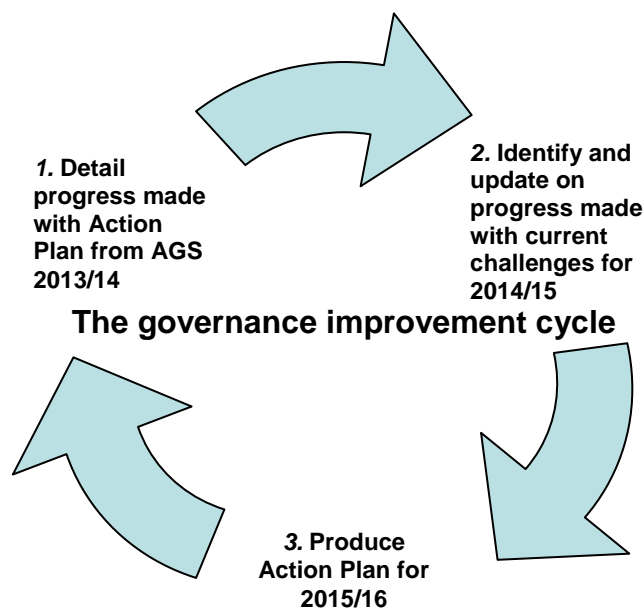 1. Detail
progress made
with Action
Plan from AGS
2013/14
2. Identify and
update on
progress made
with current
challenges for
2014/15
The governance improvement cycle
3. Produce
Action Plan for
2015/16